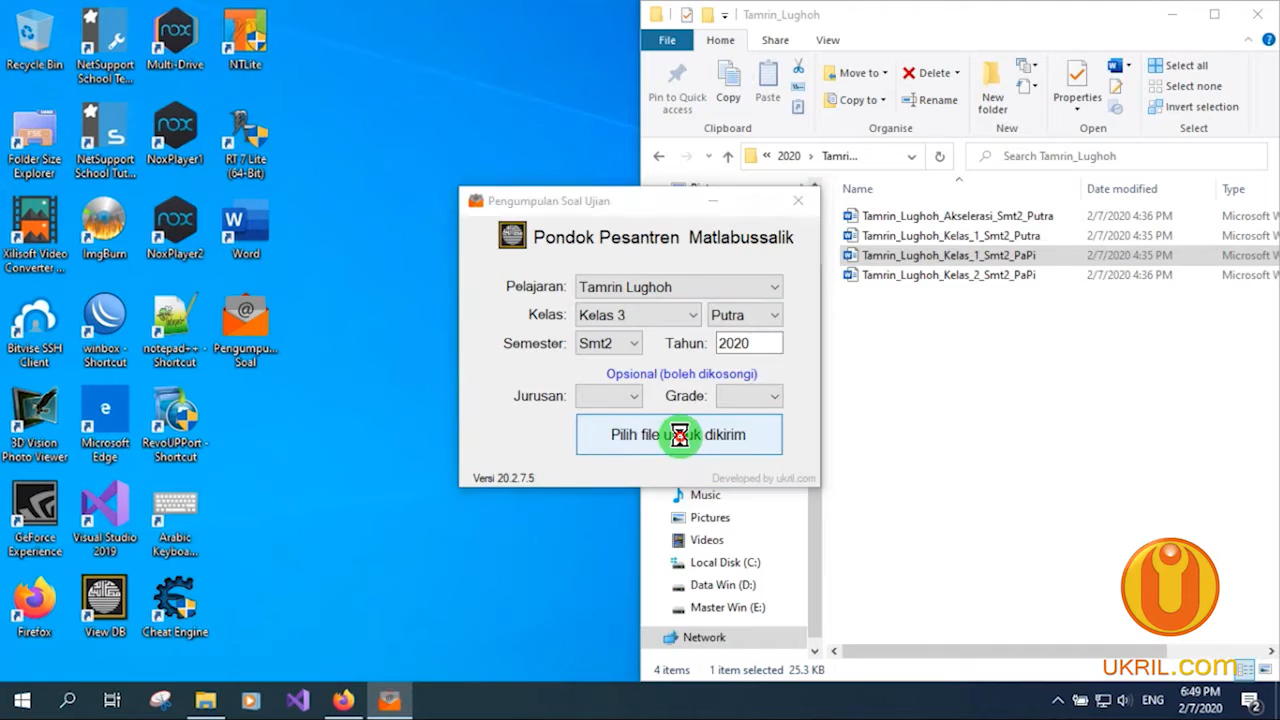 Recycle Bin
NetSupport School Te...
Multi-Drive
NTLite
Folder Size Explorer
NetSupport School Tut...
NoxPlayer1
RT 7 Lite (64-Bit)
Xilisoft Video Converter ...
ImgBurn
NoxPlayer2
Word
Bitvise SSH Client
winbox - Shortcut
notepad++ - Shortcut
Pengumpu... Soal
3D Vision Photo Viewer
Microsoft Edge
RevoUPPort - Shortcut
GeForce Experience
Visual Studio 2019
Arabic Keyboa...
Firefox
View DB
Cheat Engine
Tamrin_Lughoh
File Home Share View
Pin to Quick access
Copy
Paste
Clipboard
Move to
Copy to
Delete
Rename
Organise
New folder
New
Properties
Open
Select all
Select none
Invert selection
Select
« 2020 › Tamri... ›
Search Tamrin_Lughoh
Name Date modified Type
Tamrin_Lughoh_Akselerasi_Smt2_Putra 2/7/2020 4:36 PM Microsoft W
Tamrin_Lughoh_Kelas_1_Smt2_Putra 2/7/2020 4:36 PM Microsoft W
Tamrin_Lughoh_Kelas_1_Smt2_PaPi 2/7/2020 4:35 PM Microsoft W
Tamrin_Lughoh_Kelas_2_Smt2_PaPi 2/7/2020 4:36 PM Microsoft W
Pengumpulan Soal Ujian
Pondok Pesantren Matlabussalik
Pelajaran: Tamrin Lughoh
Kelas: Kelas 3 Putra
Semester: Smt2 Tahun: 2020
Opsional (boleh dikosongi)
Jurusan: Grade:
Pilih file untuk dikirim
Versi 20.2.7.5 Developed by ukril.com
Music
Pictures
Videos
Local Disk (C:)
Data Win (D:)
Master Win (E:)
Network
4 items 1 item selected 25.3 KB
UKRIL.com
ENG
6:49 PM
2/7/2020
2